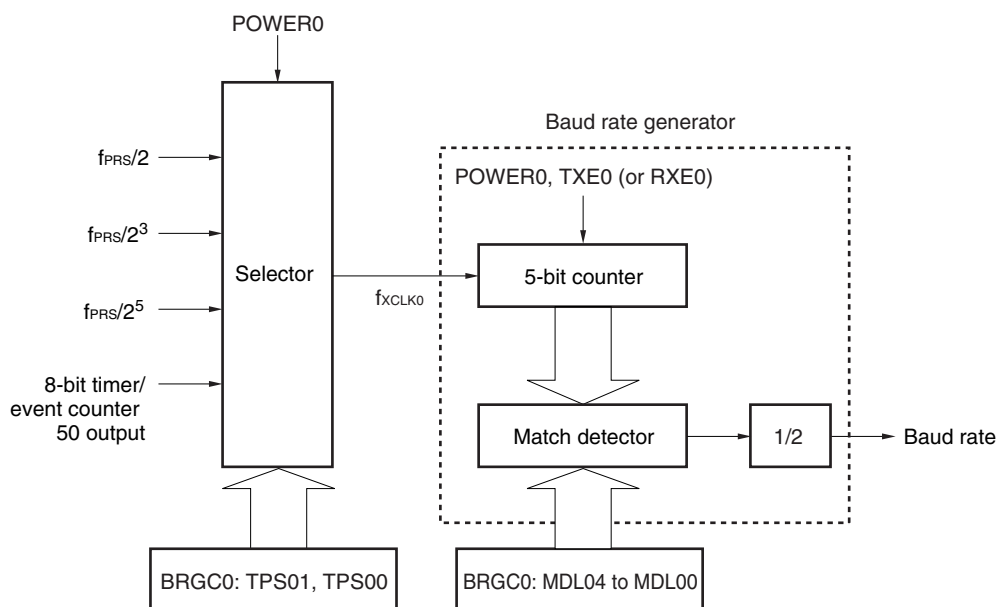 POWER0
Baud rate generator
fPRS/2
POWER0, TXE0 (or RXE0)
fPRS/2³
Selector
5-bit counter
fXCLK0
fPRS/2⁵
8-bit timer/
event counter
50 output
Match detector
1/2
Baud rate
BRGC0: TPS01, TPS00
BRGC0: MDL04 to MDL00